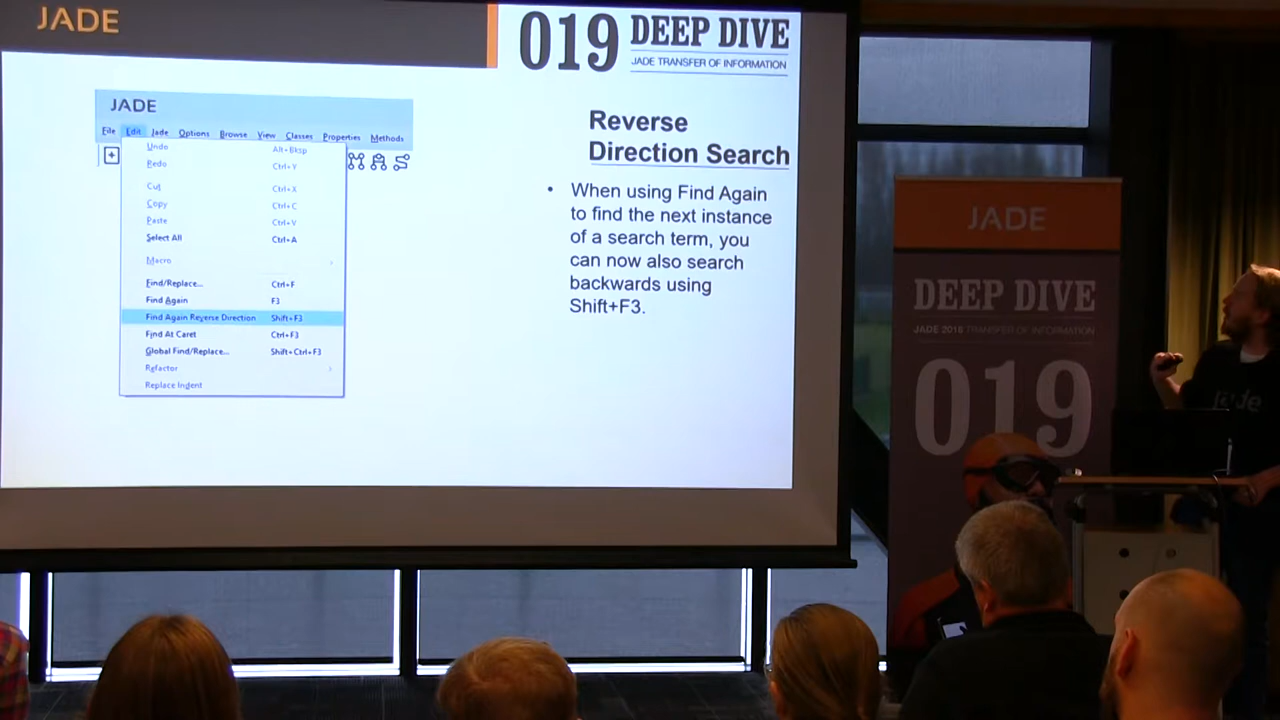 JADE
019 DEEP DIVE
JADE TRANSFER OF INFORMATION
JADE
File Edit Jade Options Browse View Classes Properties Methods
Undo Alt+Bksp
Redo Ctrl+Y
Cut Ctrl+X
Copy Ctrl+C
Paste Ctrl+V
Select All Ctrl+A
Macro
Find/Replace... Ctrl+F
Find Again F3
Find Again Reverse Direction Shift+F3
Find At Caret Ctrl+F3
Global Find/Replace... Shift+Ctrl+F3
Refactor
Replace Indent
Reverse
Direction Search
• When using Find Again
to find the next instance
of a search term, you
can now also search
backwards using
Shift+F3.
JADE
DEEP DIVE
JADE 2018 TRANSFER OF INFORMATION
019
Jade